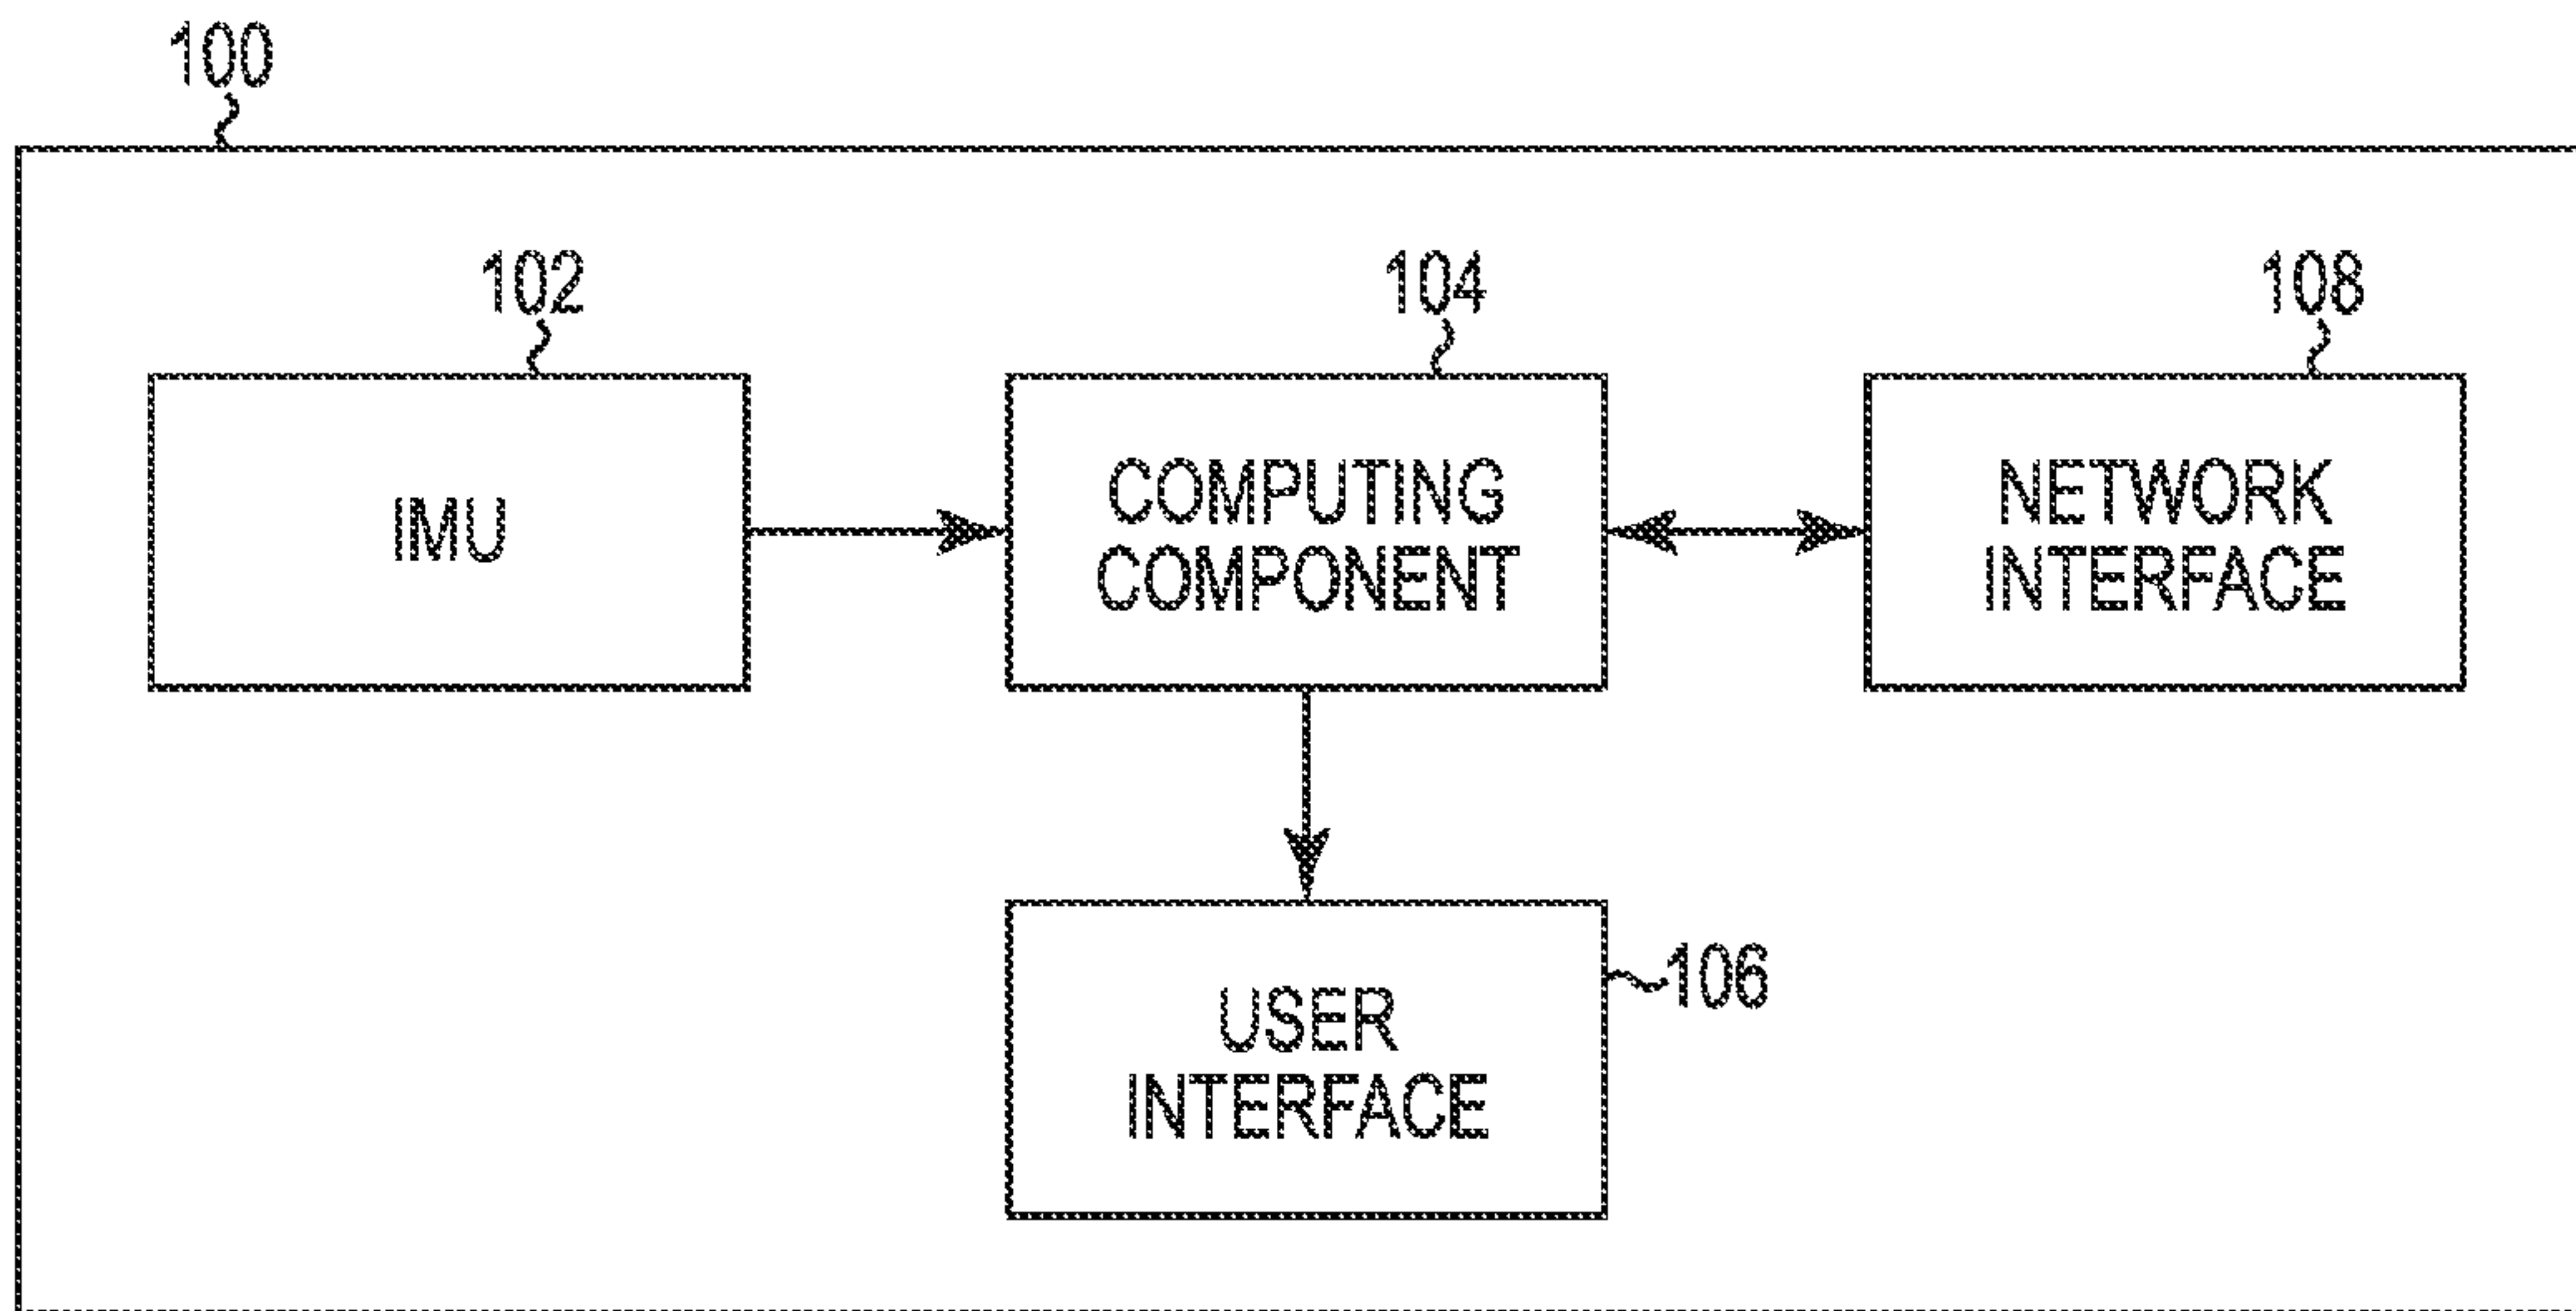 100
102
104
108
IMU
COMPUTING
COMPONENT
NETWORK
INTERFACE
106
USER
INTERFACE